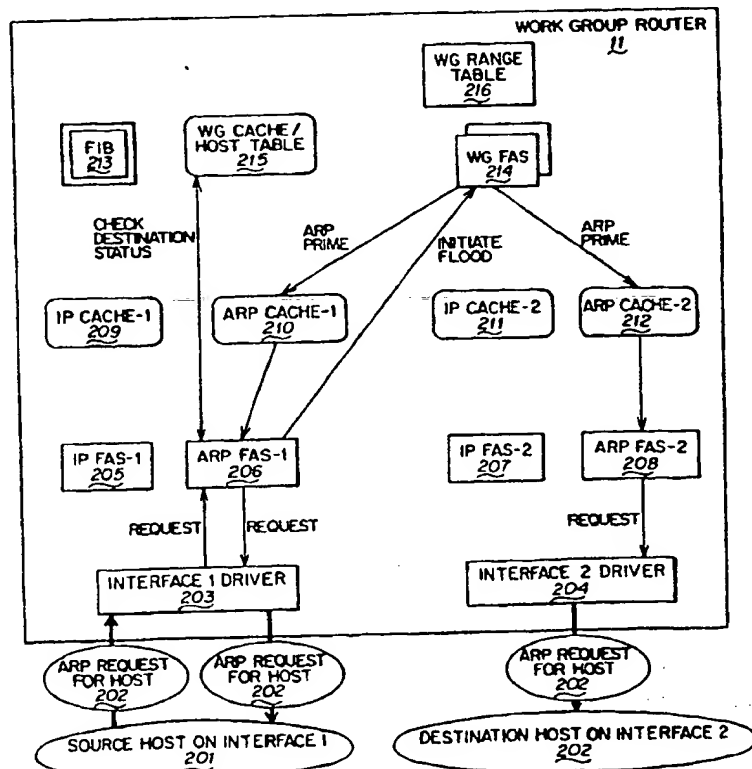 WORK GROUP ROUTER
11
WG RANGE
TABLE
216
FIB
213
WG CACHE/
HOST TABLE
215
WG FAS
214
CHECK
DESTINATION
STATUS
ARP
PRIME
INITIATE
FLOOD
ARP
PRIME
IP CACHE-1
209
ARP CACHE-1
210
IP CACHE-2
211
ARP CACHE-2
212
IP FAS-1
205
ARP FAS-1
206
IP FAS-2
207
ARP FAS-2
208
REQUEST
REQUEST
REQUEST
INTERFACE 1 DRIVER
203
INTERFACE 2 DRIVER
204
ARP REQUEST
FOR HOST
202
ARP REQUEST
FOR HOST
202
ARP REQUEST
FOR HOST
202
SOURCE HOST ON INTERFACE 1
201
DESTINATION HOST ON INTERFACE 2
202